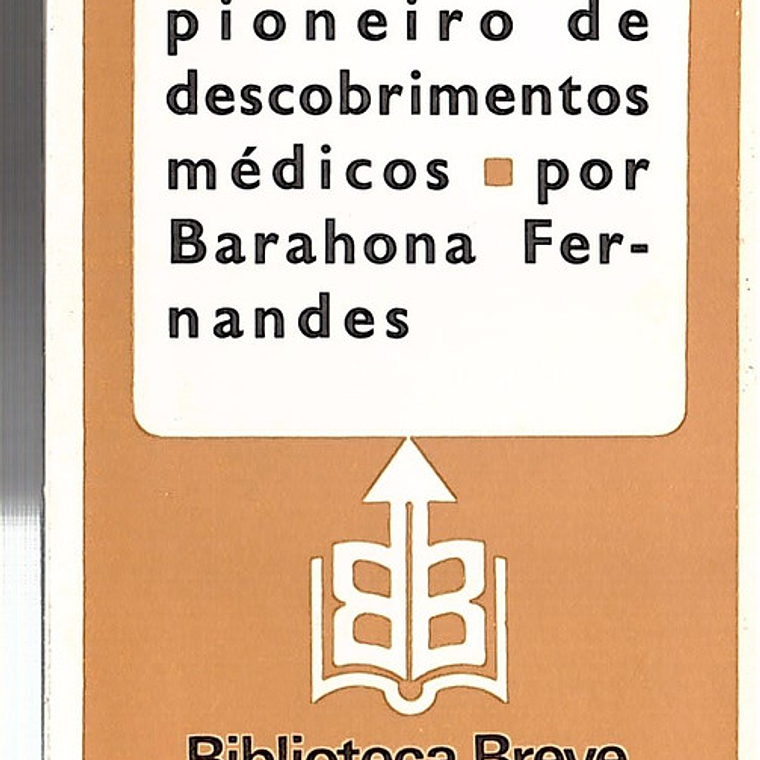 pioneiro de
descobrimentos
médicos ▪ por
Barahona Fer-
nandes
Biblioteca Breve